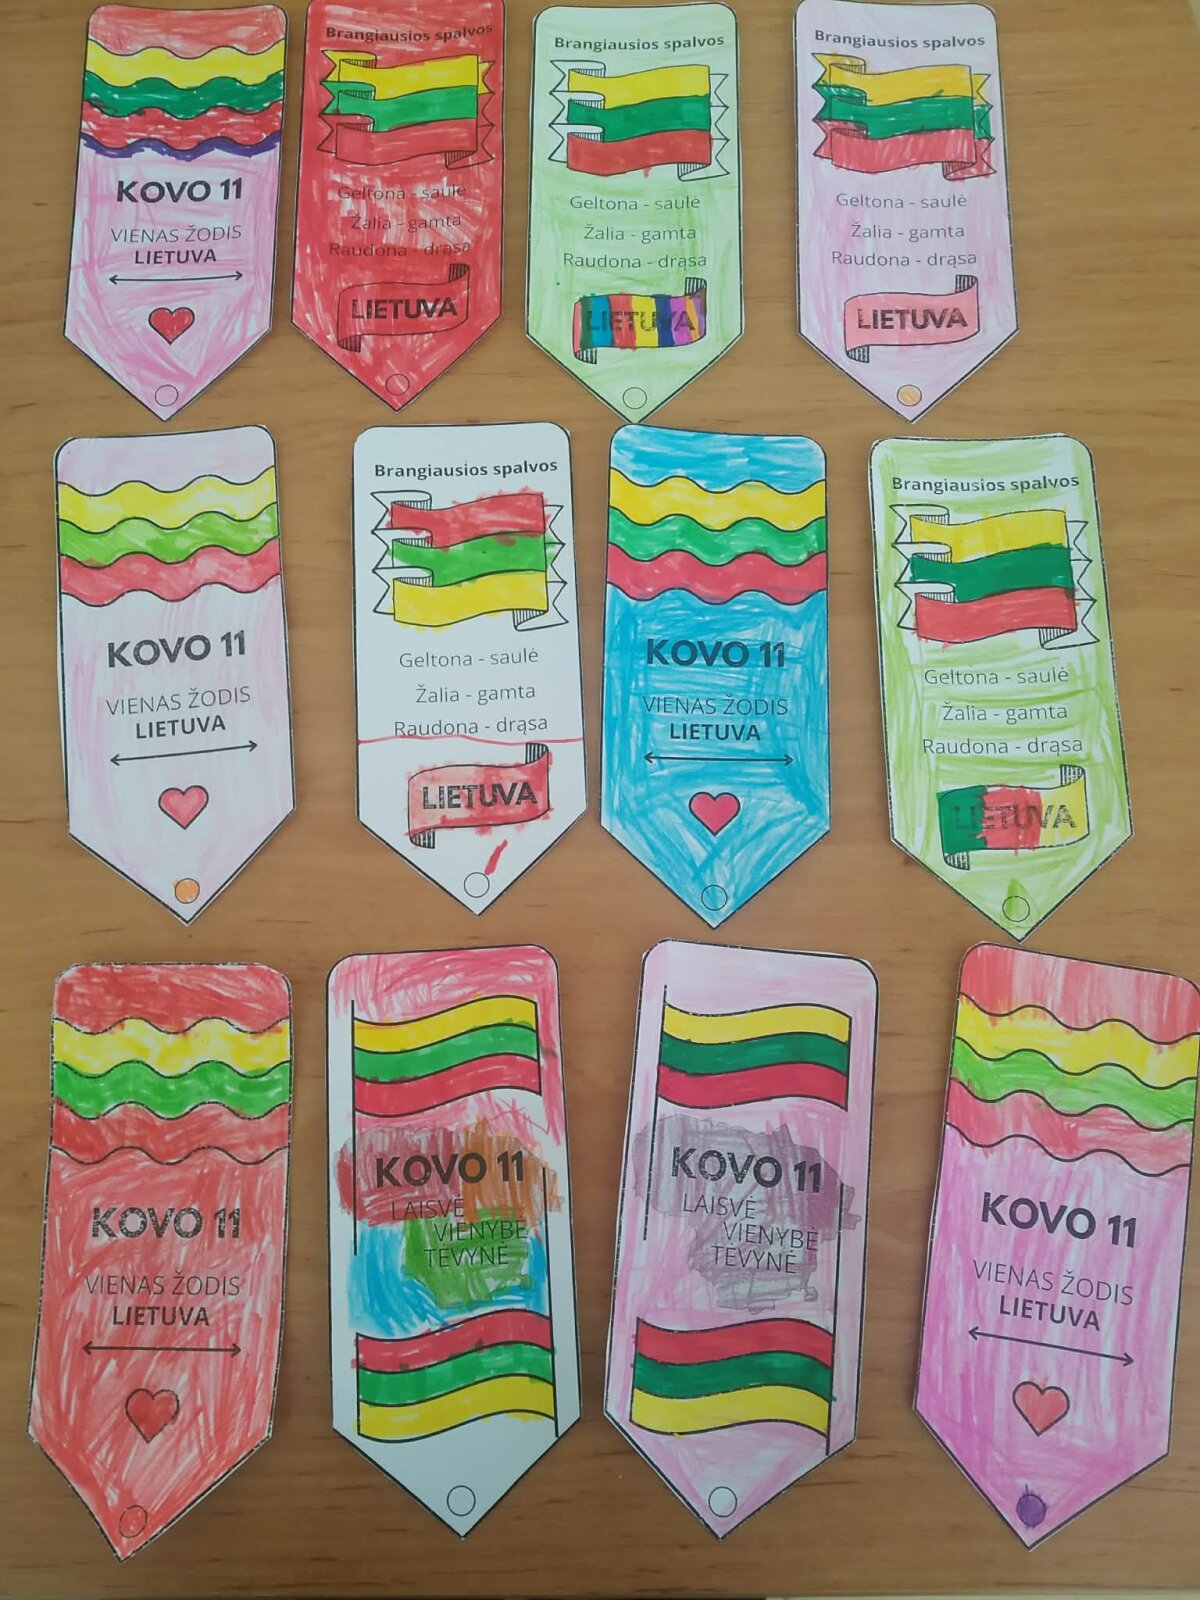 KOVO 11
VIENAS ŽODIS
LIETUVA
Brangiausios spalvos
Geltona - saulė
Žalia - gamta
Raudona - drąsa
LIETUVA
Brangiausios spalvos
Geltona - saulė
Žalia - gamta
Raudona - drąsa
LIETUVA
Brangiausios spalvos
Geltona - saulė
Žalia - gamta
Raudona - drąsa
LIETUVA
KOVO 11
VIENAS ŽODIS
LIETUVA
Brangiausios spalvos
Geltona - saulė
Žalia - gamta
Raudona - drąsa
LIETUVA
KOVO 11
VIENAS ŽODIS
LIETUVA
Brangiausios spalvos
Geltona - saulė
Žalia - gamta
Raudona - drąsa
LIETUVA
KOVO 11
VIENAS ŽODIS
LIETUVA
KOVO 11
LAISVĖ
VIENYBĖ
TĖVYNĖ
KOVO 11
LAISVĖ
VIENYBĖ
TĖVYNĖ
KOVO 11
VIENAS ŽODIS
LIETUVA